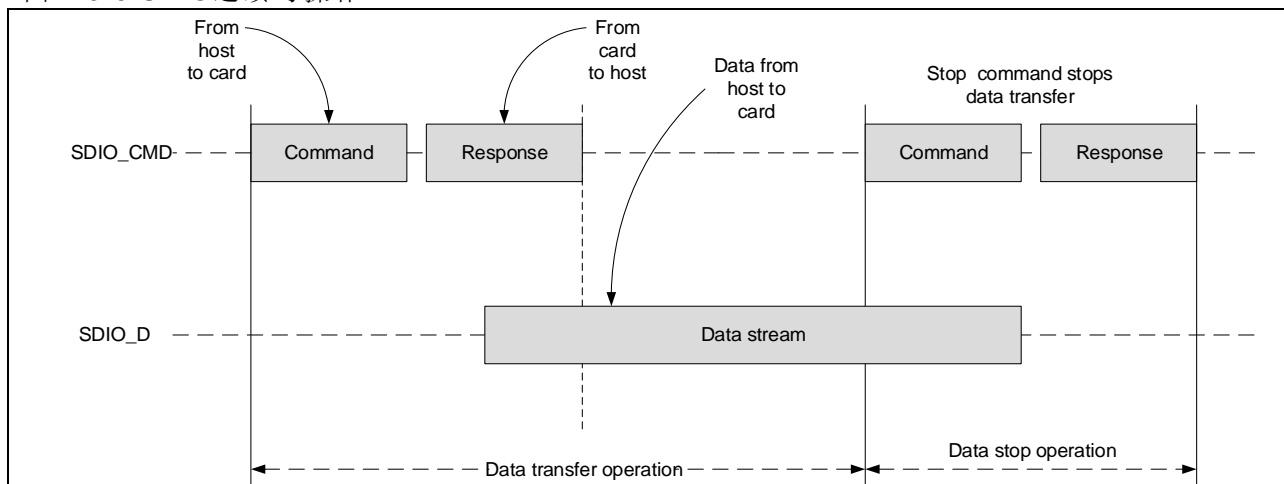 From
host
to card
From
card
to host
Data from
host to
card
Stop command stops
data transfer
SDIO_CMD
Command
Response
Command
Response
SDIO_D
Data stream
Data transfer operation
Data stop operation